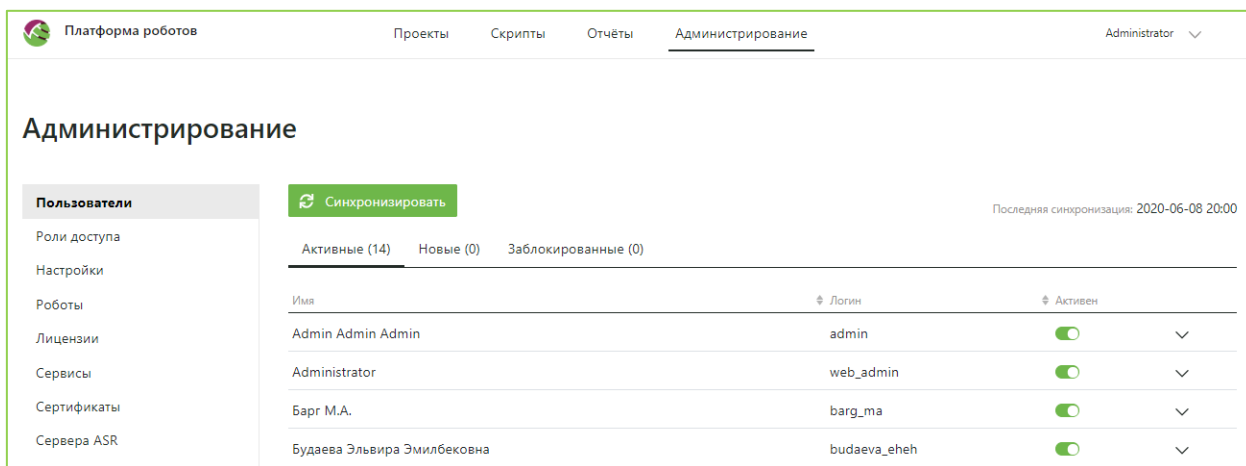 Платформа роботов
Проекты Скрипты Отчёты Администрирование
Administrator
Администрирование
Пользователи
Роли доступа
Настройки
Роботы
Лицензии
Сервисы
Сертификаты
Сервера ASR
Синхронизировать
Последняя синхронизация: 2020-06-08 20:00
Активные (14) Новые (0) Заблокированные (0)
Имя Логин Активен
Admin Admin Admin admin
Administrator web_admin
Барг М.А. barg_ma
Будаева Эльвира Эмилбековна budaeva_eheh